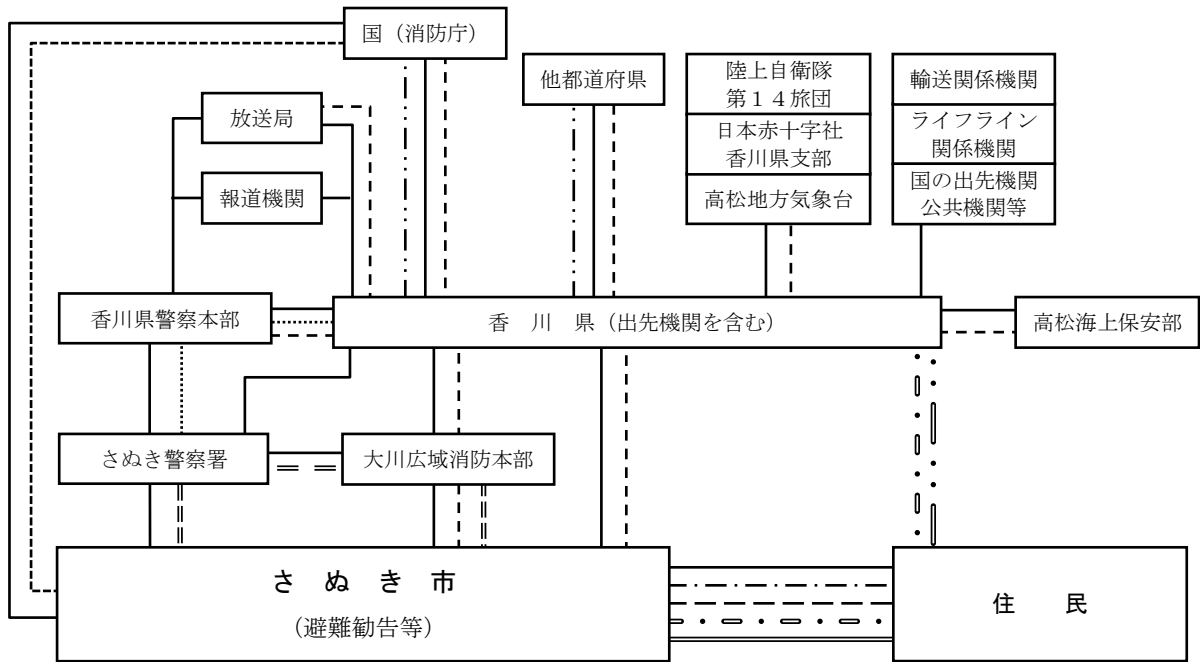 国（消防庁）
他都道府県
陸上自衛隊
第１４旅団
日本赤十字社
香川県支部
高松地方気象台
輸送関係機関
ライフライン
関係機関
国の出先機関
公共機関等
放送局
報道機関
香川県警察本部
香　川　県（出先機関を含む）
高松海上保安部
さぬき警察署
大川広域消防本部
さ　ぬ　き　市
（避難勧告等）
住　　民